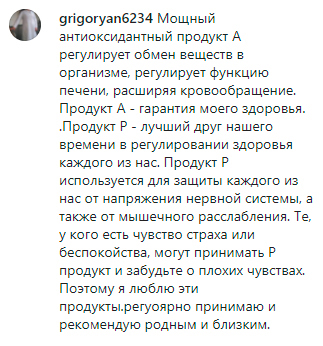 grigoryan6234 Мощный
антиоксидантный продукт А
регулирует обмен веществ в
организме, регулирует функцию
печени, расширяя кровообращение.
Продукт А - гарантия моего здоровья.
.Продукт Р - лучший друг нашего
времени в регулировании здоровья
каждого из нас. Продукт Р
используется для защиты каждого из
нас от напряжения нервной системы, а
также от мышечного расслабления. Те,
у кого есть чувство страха или
беспокойства, могут принимать Р
продукт и забудьте о плохих чувствах.
Поэтому я люблю эти
продукты.регуоярно принимаю и
рекомендую родным и близким.